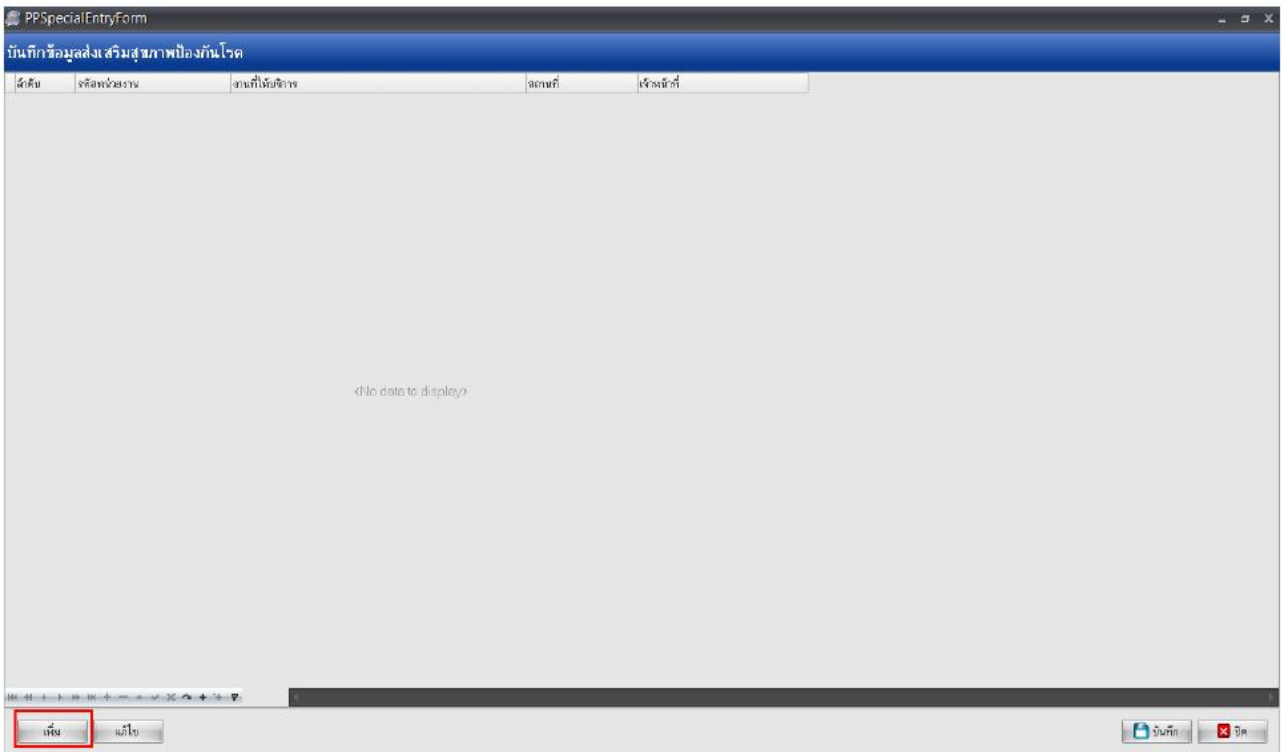 PPSpecialEntryForm
บันทึกข้อมูลส่งเสริมสุขภาพป้องกันโรค
ลำดับ รหัสหน่วยงาน งานที่ให้บริการ สถานที่ เจ้าหน้าที่
<No data to display>
เพิ่ม แก้ไข บันทึก ปิด